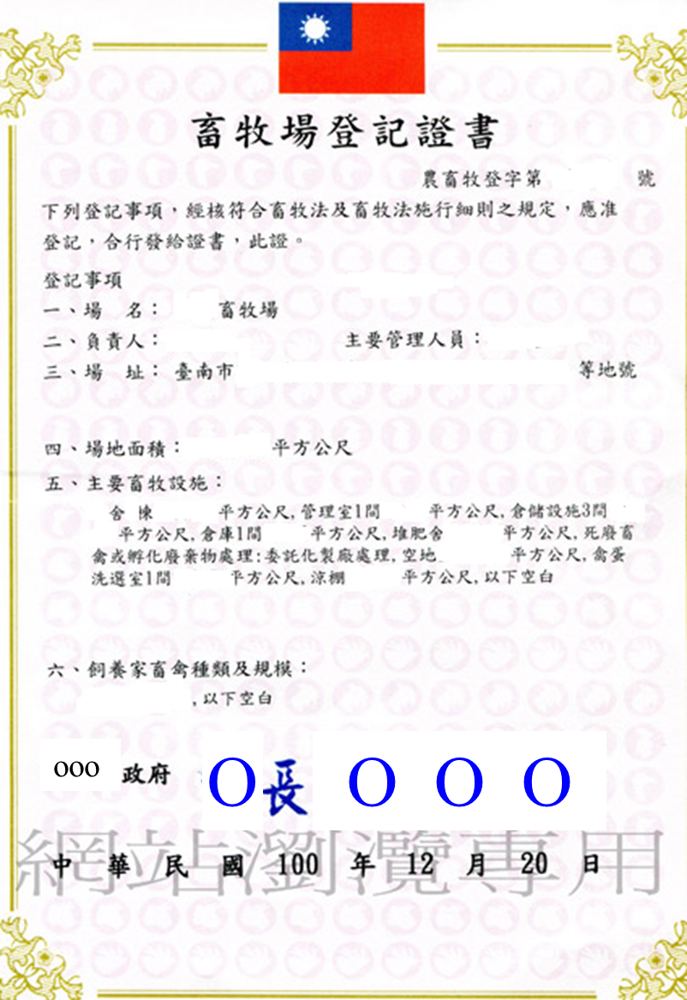 畜牧場登記證書
農畜牧登字第 號
下列登記事項，經核符合畜牧法及畜牧法施行細則之規定，應准
登記，合行發給證書，此證。
登記事項
一、場 名： 畜牧場
二、負責人： 主要管理人員：
三、場 址： 臺南市 等地號
四、場地面積： 平方公尺
五、主要畜牧設施：
舍 棟 平方公尺,管理室1間 平方公尺,倉儲設施3間
平方公尺,倉庫1間 平方公尺,堆肥舍 平方公尺,死廢畜
禽或孵化廢棄物處理:委託化製廠處理,空地 平方公尺,禽蛋
洗選室1間 平方公尺,涼棚 平方公尺,以下空白
六、飼養家畜禽種類及規模：
,以下空白
OOO 政府 O長 O O O
網站瀏灠專用
中華民國 100 年 12 月 20 日